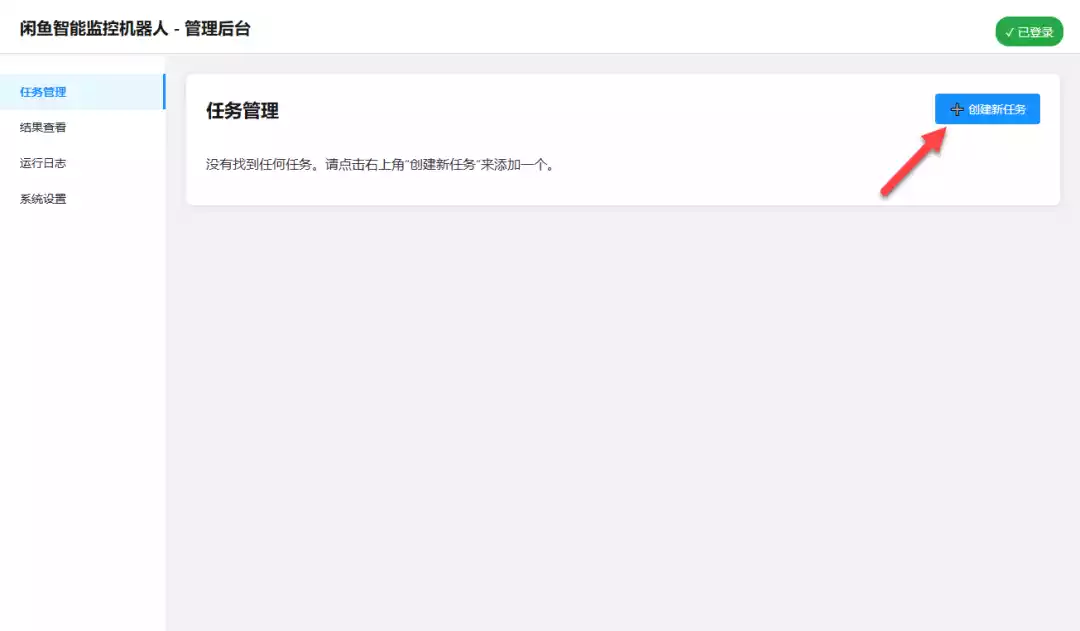 闲鱼智能监控机器人 - 管理后台
✓ 已登录
任务管理
结果查看
运行日志
系统设置
任务管理
创建新任务
没有找到任何任务。请点击右上角“创建新任务”来添加一个。